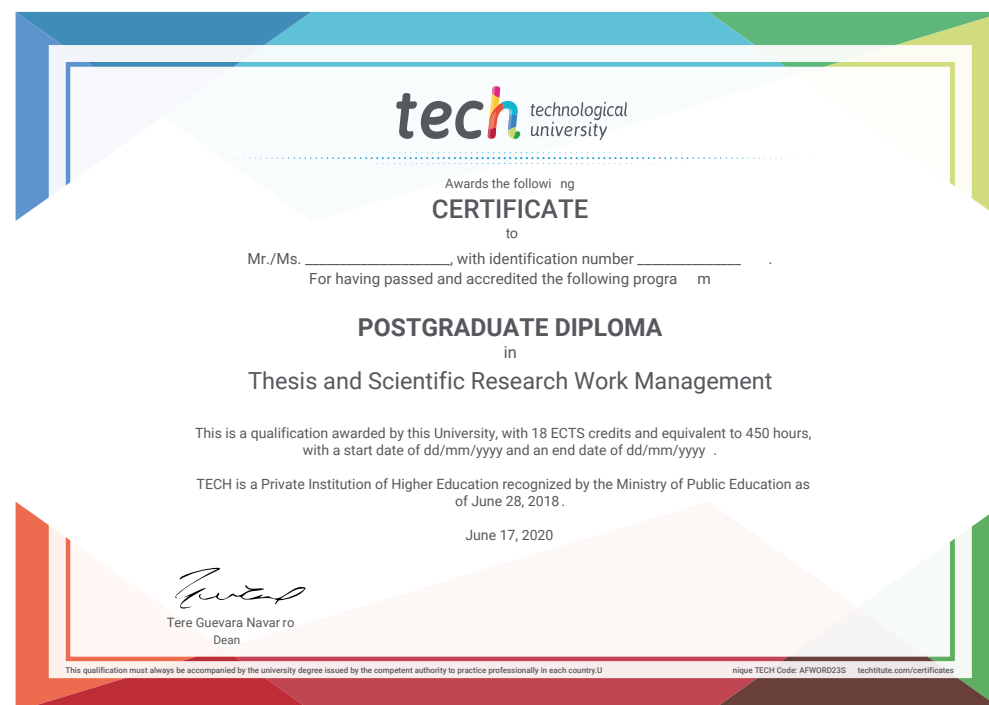 tech technological
university
Awards the followi ng
CERTIFICATE
to
Mr./Ms. _____________________, with identification number _______________ .
For having passed and accredited the following progra m
POSTGRADUATE DIPLOMA
in
Thesis and Scientific Research Work Management
This is a qualification awarded by this University, with 18 ECTS credits and equivalent to 450 hours,
with a start date of dd/mm/yyyy and an end date of dd/mm/yyyy .
TECH is a Private Institution of Higher Education recognized by the Ministry of Public Education as
of June 28, 2018.
June 17, 2020
Tere Guevara Navar ro
Dean
This qualification must always be accompanied by the university degree issued by the competent authority to practice professionally in each country.U nique TECH Code: AFWORD23S techtitute.com/certificates